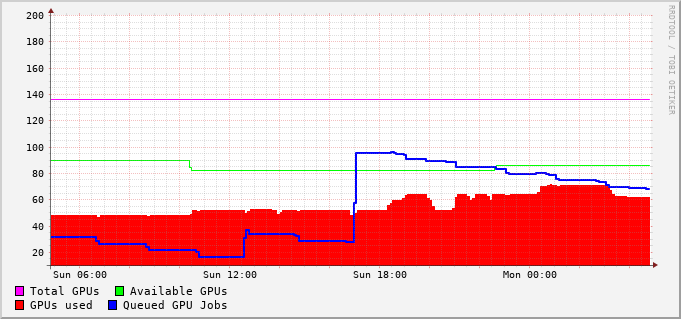 RRDTOOL / TOBI OETIKER
200
180
160
140
120
100
80
60
40
20
Sun 06:00 Sun 12:00 Sun 18:00 Mon 00:00
Total GPUs Available GPUs
GPUs used Queued GPU Jobs